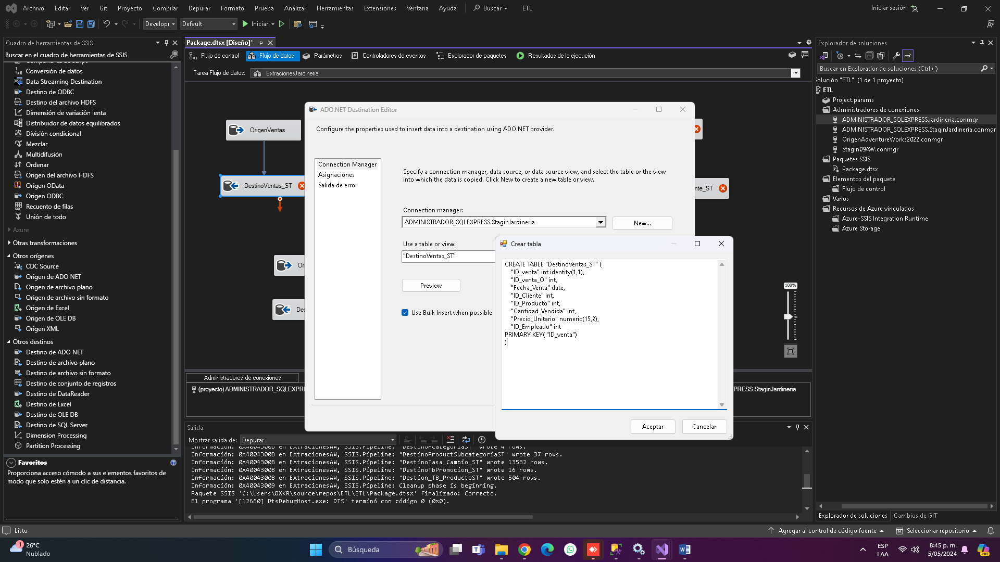 Archivo Editar Ver Git Proyecto Compilar Depurar Formato Prueba Analizar Herramientas Extensiones Ventana Ayuda Buscar ETL Iniciar sesión
Developi Default Iniciar
Cuadro de herramientas de SSIS
Buscar en el cuadro de herramientas de SSIS
Conversión de datos
Data Streaming Destination
Destino de ODBC
Destino del archivo HDFS
Dimensión de variación lenta
Distribuidor de datos equilibrados
División condicional
Mezclar
Multidifusión
Ordenar
Origen del archivo HDFS
Origen OData
Origen ODBC
Recuento de filas
Unión de todo
Azure
Otras transformaciones
Otros orígenes
CDC Source
Origen de ADO NET
Origen de archivo plano
Origen de archivo sin formato
Origen de Excel
Origen de OLE DB
Origen XML
Otros destinos
Destino de ADO NET
Destino de archivo plano
Destino de archivo sin formato
Destino de conjunto de registros
Destino de DataReader
Destino de Excel
Destino de OLE DB
Destino de SQL Server
Dimension Processing
Partition Processing
Favoritos
Proporciona acceso cómodo a sus elementos favoritos de
modo que solo estén a un clic de distancia.
Package.dtsx [Diseño]*
Flujo de control Flujo de datos Parámetros Controladores de eventos Explorador de paquetes Resultados de la ejecución
Tarea Flujo de datos: ExtracionesJardineria
OrigenVentas
DestinoVentas_ST
Or
Des
nte_ST
100%
ADO.NET Destination Editor
Configure the properties used to insert data into a destination using ADO.NET provider.
Connection Manager
Asignaciones
Salida de error
Specify a connection manager, data source, or data source view, and select the table or the view
into which the data is copied. Click New to create a new table or view.
Connection manager:
ADMINISTRADOR_SQLEXPRESS.StaginJardineria
New...
Use a table or view:
"DestinoVentas_ST"
Preview
Use Bulk Insert when possible
Crear tabla
CREATE TABLE "DestinoVentas_ST" (
"ID_venta" int identity(1,1),
"ID_venta_O" int,
"Fecha_Venta" date,
"ID_Cliente" int,
"ID_Producto" int,
"Cantidad_Vendida" int,
"Precio_Unitario" numeric(15,2),
"ID_Empleado" int
PRIMARY KEY( "ID_venta")
)
Aceptar Cancelar
Administradores de conexiones
(proyecto) ADMINISTRADOR_SQLEXPRE
PRESS.StaginJardineria
Salida
Mostrar salida de: Depurar
Información: 0x4004300B en ExtracionesAW, SSIS.Pipeline: "DestinoPCategoriaST" wrote 4 rows.
Información: 0x4004300B en ExtracionesAW, SSIS.Pipeline: "DestinoProductSubcategoriaST" wrote 37 rows.
Información: 0x4004300B en ExtracionesAW, SSIS.Pipeline: "DestinoTasa_Cambio_ST" wrote 13532 rows.
Información: 0x4004300B en ExtracionesAW, SSIS.Pipeline: "DestinoTbPromocion_ST" wrote 16 rows.
Información: 0x4004300B en ExtracionesAW, SSIS.Pipeline: "Destion_TB_ProductoST" wrote 504 rows.
Información: 0x40043009 en ExtracionesAW, SSIS.Pipeline: Cleanup phase is beginning.
Paquete SSIS 'C:\Users\OXKR\source\repos\ETL\ETL\Package.dtsx' finalizado: Correcto.
El programa '[12660] DtsDebugHost.exe: DTS' terminó con código 0 (0x0).
Explorador de soluciones
Buscar en Explorador de soluciones (Ctrl+´)
Solución "ETL" (1 de 1 proyecto)
ETL
Project.params
Administradores de conexiones
ADMINISTRADOR_SQLEXPRESS.jardineria.conmgr
ADMINISTRADOR_SQLEXPRESS.StaginJardineria.conmgr
OrigenAdventureWorks2022.conmgr
Stagin09AW.conmgr
Paquetes SSIS
Package.dtsx
Elementos del paquete
Flujo de control
Varios
Recursos de Azure vinculados
Azure-SSIS Integration Runtime
Azure Storage
Explorador de soluciones Cambios de GIT
Listo
Agregar al control de código fuente Seleccionar repositorio
1
26°C
Nublado
Búsqueda
ESP
LAA
8:45 p. m.
5/05/2024
PRE